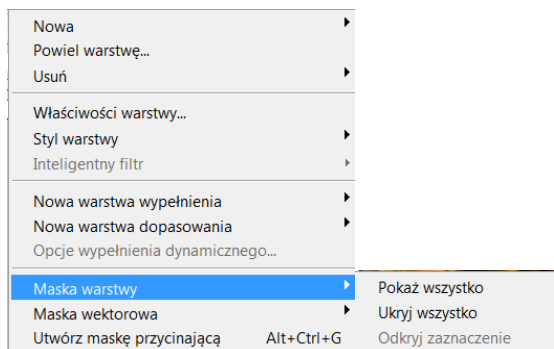 Nowa
Powiel warstwę...
Usuń
Właściwości warstwy...
Styl warstwy
Inteligentny filtr
Nowa warstwa wypełnienia
Nowa warstwa dopasowania
Opcje wypełnienia dynamicznego...
Maska warstwy
Maska wektorowa
Utwórz maskę przycinającą Alt+Ctrl+G
Pokaż wszystko
Ukryj wszystko
Odkryj zaznaczenie